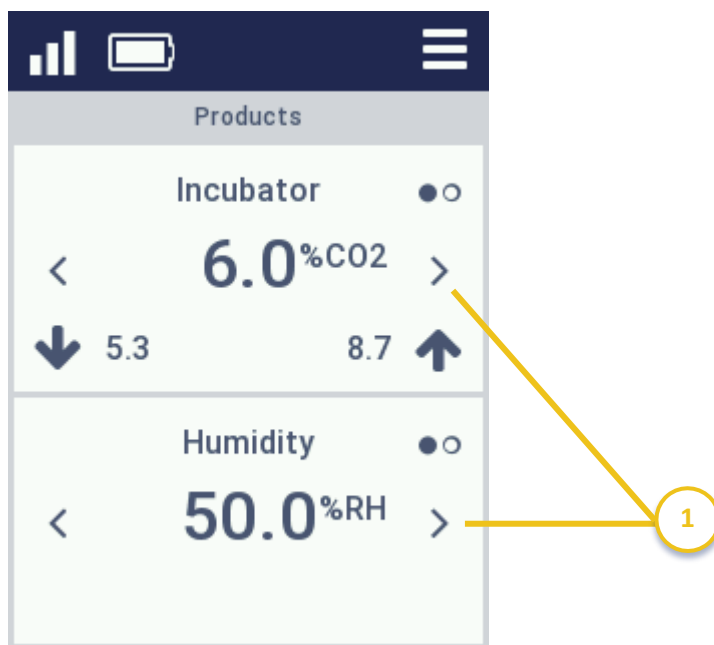 Products
Incubator
6.0%CO2
5.3 8.7
Humidity
50.0%RH
1